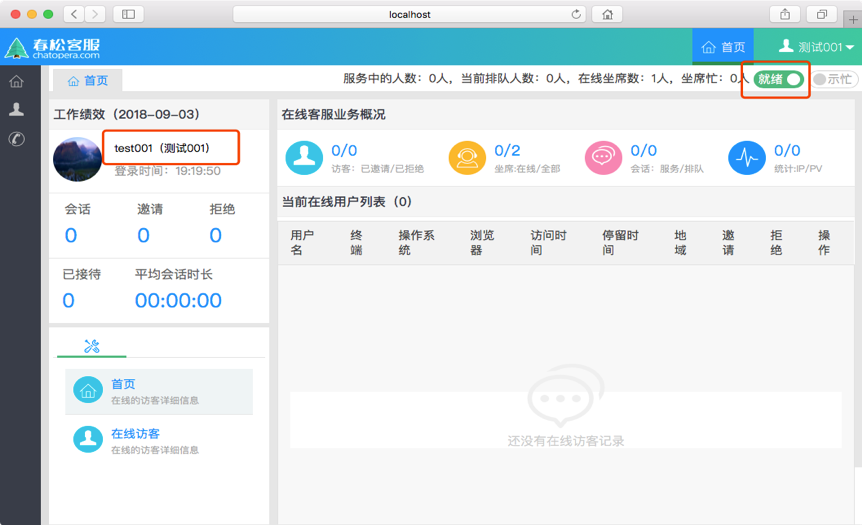 localhost
春松客服
chatopera.com
首页
测试001
首页
服务中的人数：0人，当前排队人数：0人，在线坐席数：1人，坐席忙：0人
就绪
示忙
工作绩效（2018-09-03）
test001（测试001）
登录时间：19:19:50
会话
邀请
拒绝
0
0
0
已接待
平均会话时长
0
00:00:00
首页
在线的访客详细信息
在线访客
在线的访客详细信息
在线客服业务概况
0/0
访客：已邀请/已拒绝
0/2
坐席:在线/全部
0/0
会话：服务/排队
0/0
统计:IP/PV
当前在线用户列表（0）
用户名
终端
操作系统
浏览器
访问时间
停留时间
地域
邀请
拒绝
操作
还没有在线访客记录